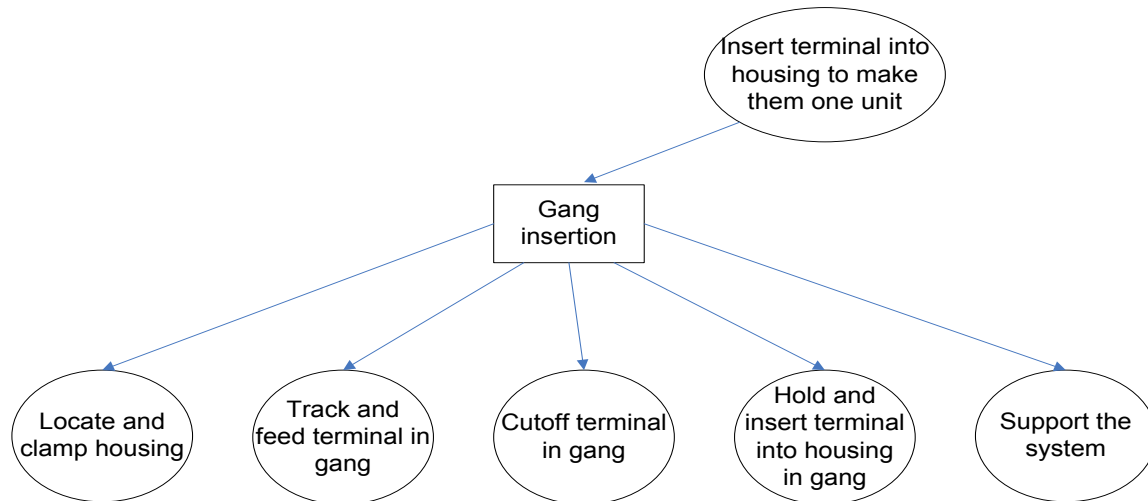 Insert terminal into
housing to make
them one unit
Gang
insertion
Locate and
clamp housing
Track and
feed terminal in
gang
Cutoff terminal
in gang
Hold and
insert terminal
into housing
in gang
Support the
system